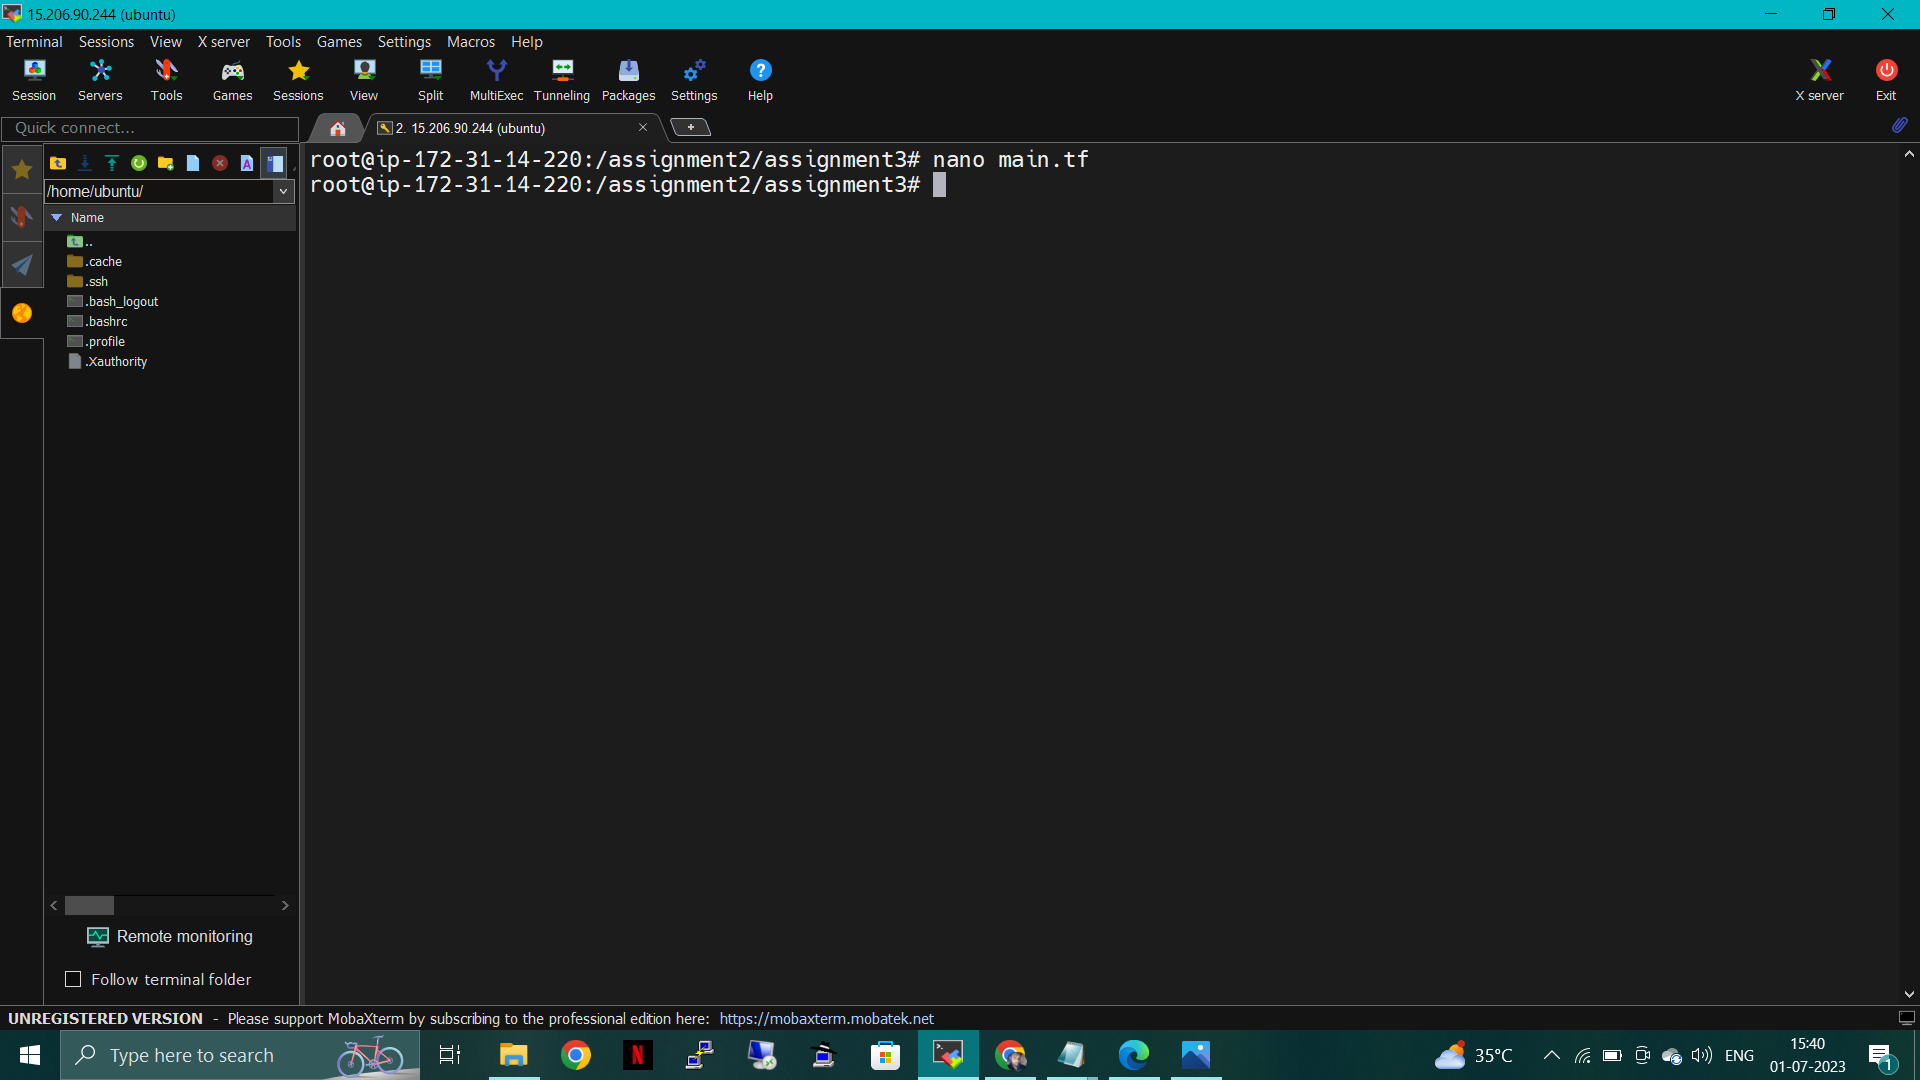 15.206.90.244 (ubuntu)
Terminal Sessions View X server Tools Games Settings Macros Help
Session Servers Tools Games Sessions View Split MultiExec Tunneling Packages Settings Help X server Exit
Quick connect...
2. 15.206.90.244 (ubuntu)
/home/ubuntu/
Name
..
.cache
.ssh
.bash_logout
.bashrc
.profile
.Xauthority
Remote monitoring
Follow terminal folder
root@ip-172-31-14-220:/assignment2/assignment3# nano main.tf
root@ip-172-31-14-220:/assignment2/assignment3#
UNREGISTERED VERSION - Please support MobaXterm by subscribing to the professional edition here: https://mobaxterm.mobatek.net
Type here to search
35°C
ENG
15:40
01-07-2023
1